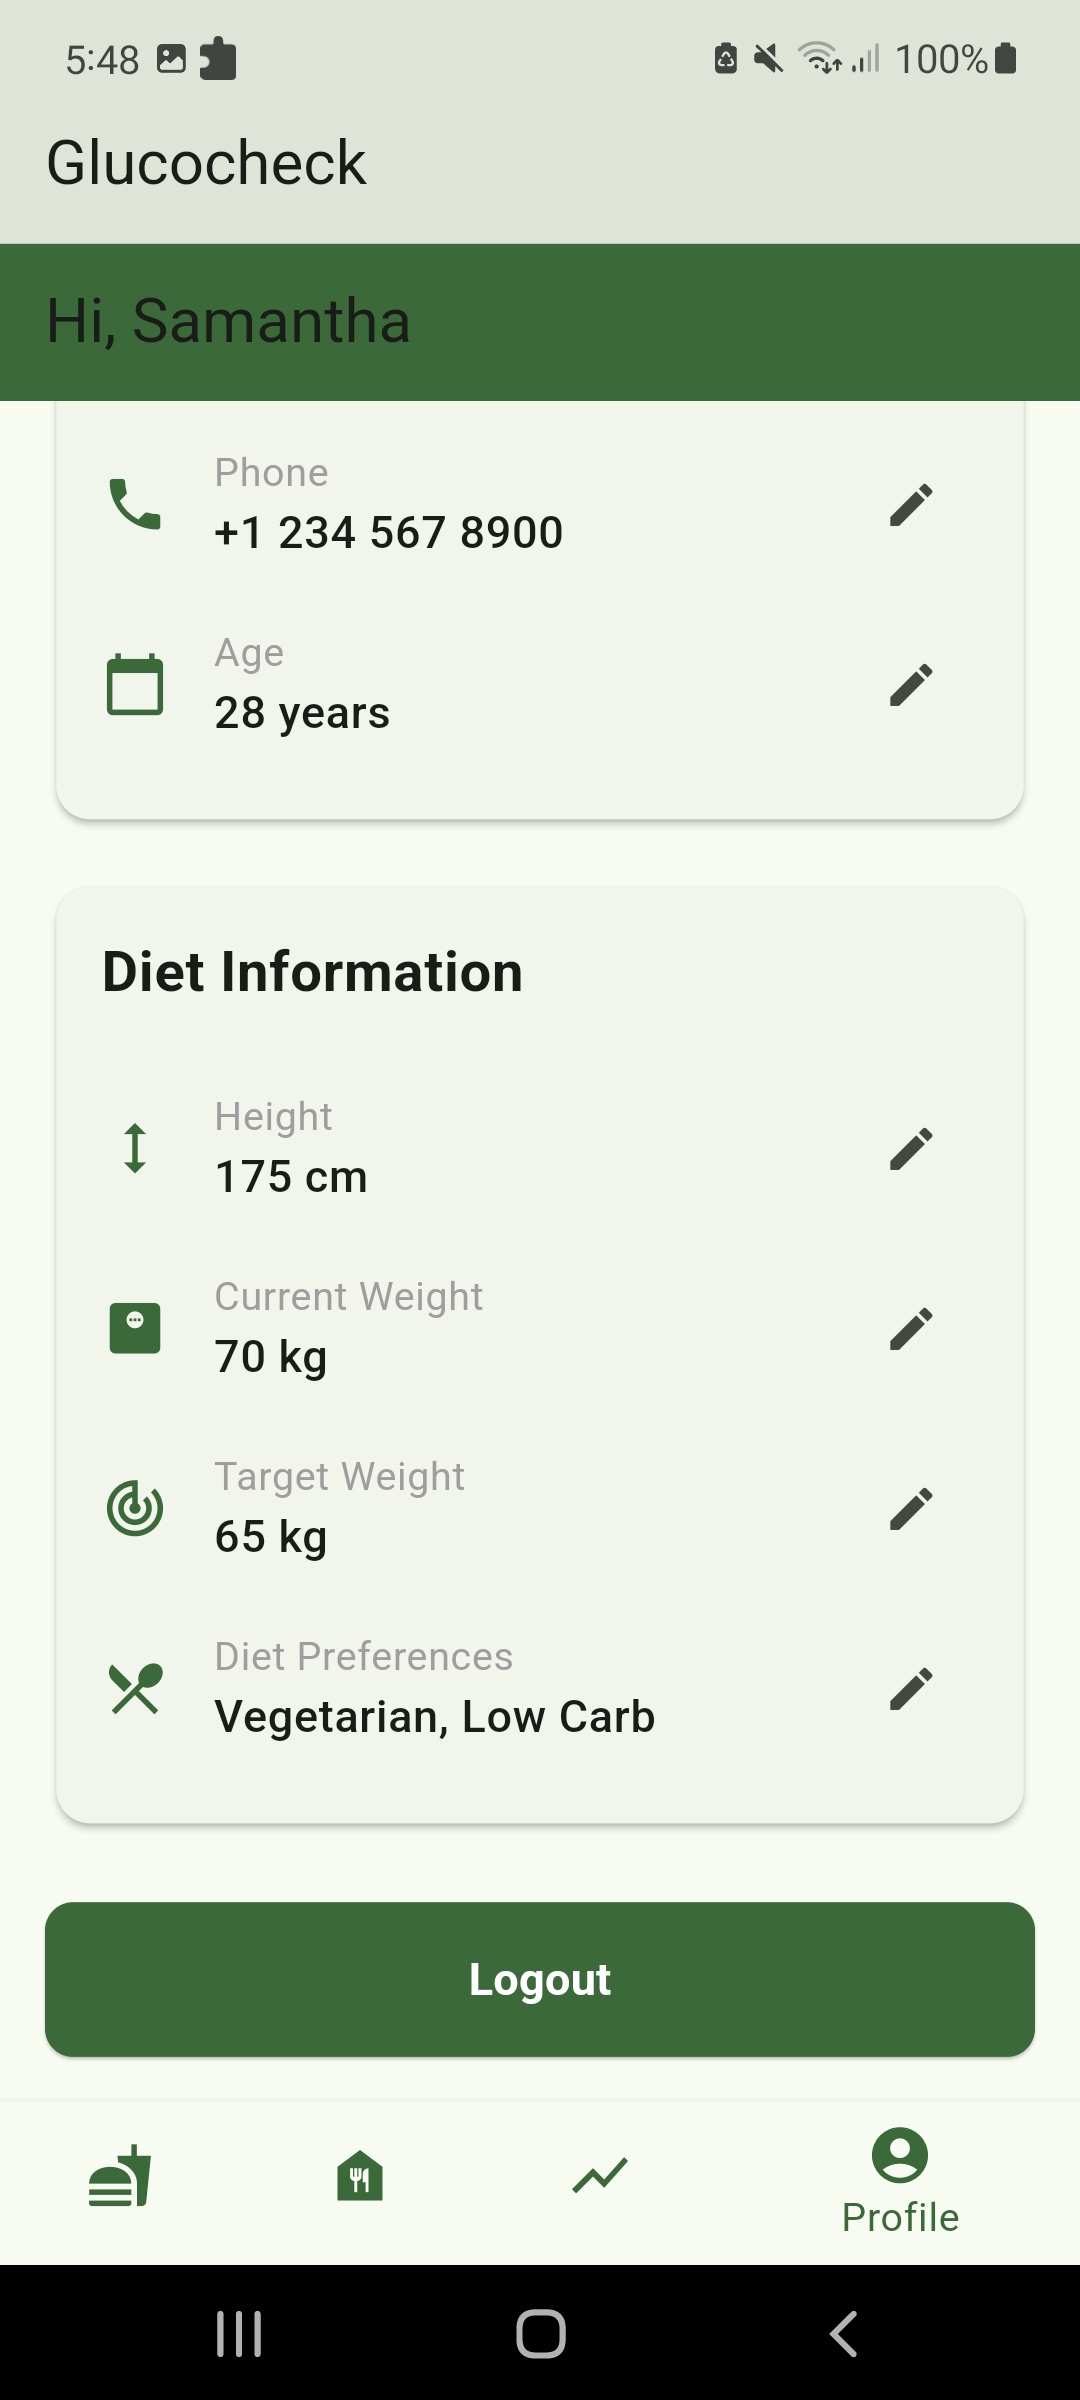 5:48
100%
Glucocheck
Hi, Samantha
Phone
+1 234 567 8900
Age
28 years
Diet Information
Height
175 cm
Current Weight
70 kg
Target Weight
65 kg
Diet Preferences
Vegetarian, Low Carb
Logout
Profile